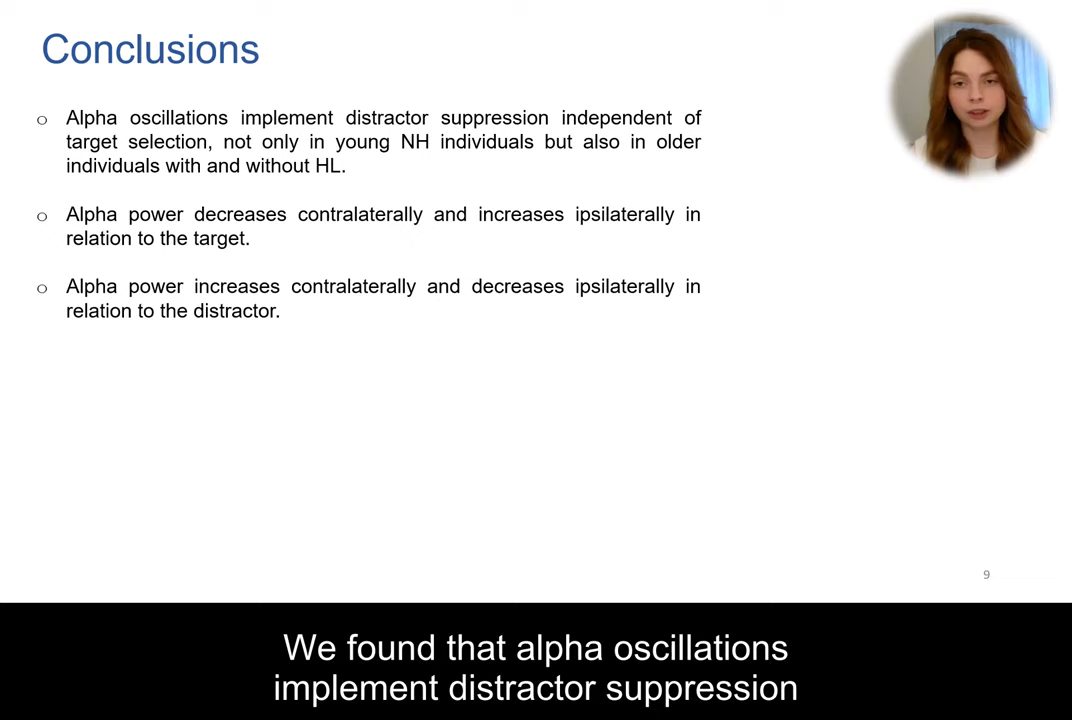 Conclusions
o Alpha oscillations implement distractor suppression independent of
target selection, not only in young NH individuals but also in older
individuals with and without HL.
o Alpha power decreases contralaterally and increases ipsilaterally in
relation to the target.
o Alpha power increases contralaterally and decreases ipsilaterally in
relation to the distractor.
9
We found that alpha oscillations
implement distractor suppression